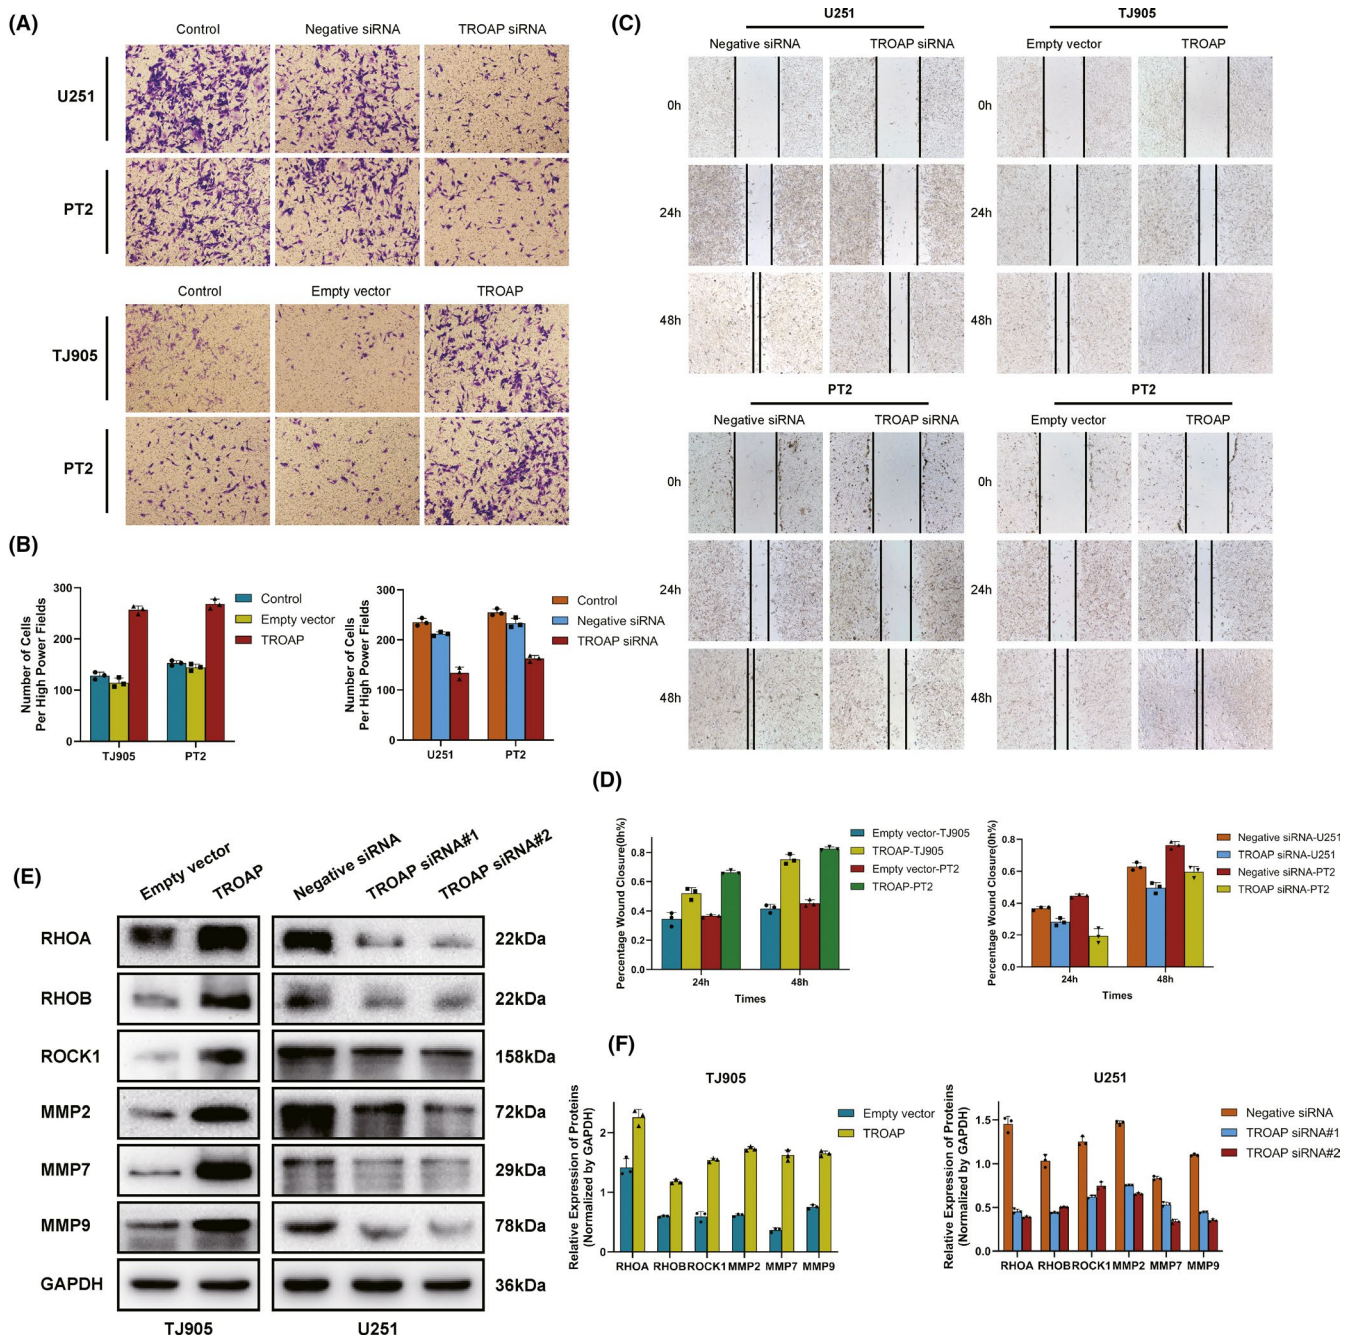 (A)
Control Negative siRNA TROAP siRNA
U251
PT2
Control Empty vector TROAP
TJ905
PT2
(B)
Number of Cells
Per High Power Fields
300
200
100
0
TJ905 PT2
Control
Empty vector
TROAP
Number of Cells
Per High Power Fields
300
200
100
0
U251 PT2
Control
Negative siRNA
TROAP siRNA
(C)
U251 TJ905
Negative siRNA TROAP siRNA Empty vector TROAP
0h
24h 24h
48h 48h
0h
PT2 PT2
Negative siRNA TROAP siRNA Empty vector TROAP
0h 0h
24h 24h
48h 48h
(D)
Percentage Wound Closure(0h%)
0.8
0.6
0.4
0.2
0.0
24h 48h
Times
Empty vector-TJ905
TROAP-TJ905
Empty vector-PT2
TROAP-PT2
Percentage Wound Closure(0h%)
0.8
0.6
0.4
0.2
0.0
24h 48h
Times
Negative siRNA-U251
TROAP siRNA-U251
Negative siRNA-PT2
TROAP siRNA-PT2
(E)
Empty vector TROAP Negative siRNA TROAP siRNA#1 TROAP siRNA#2
RHOA 22kDa
RHOB 22kDa
ROCK1 158kDa
MMP2 72kDa
MMP7 29kDa
MMP9 78kDa
GAPDH 36kDa
TJ905 U251
(F)
TJ905
Relative Expression of Proteins
(Normalized by GAPDH)
2
1
0
RHOA RHOB ROCK1 MMP2 MMP7 MMP9
Empty vector
TROAP
U251
Relative Expression of Proteins
(Normalized by GAPDH)
1.5
1.0
0.5
0.0
RHOA RHOB ROCK1 MMP2 MMP7 MMP9
Negative siRNA
TROAP siRNA#1
TROAP siRNA#2